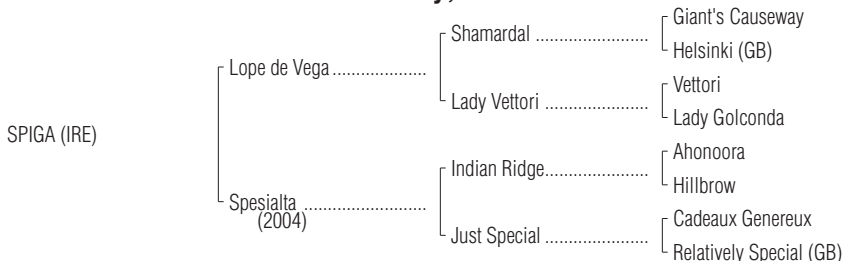 Giant's Causeway
Shamardal ...................
Helsinki (GB)
Lope de Vega ....................
Vettori
Lady Vettori ......................
Lady Golconda
SPIGA (IRE)
Ahonoora
Indian Ridge......................
Hillbrow
Spesialta ..........................
(2004)
Cadeaux Genereux
Just Special ......................
Relatively Special (GB)